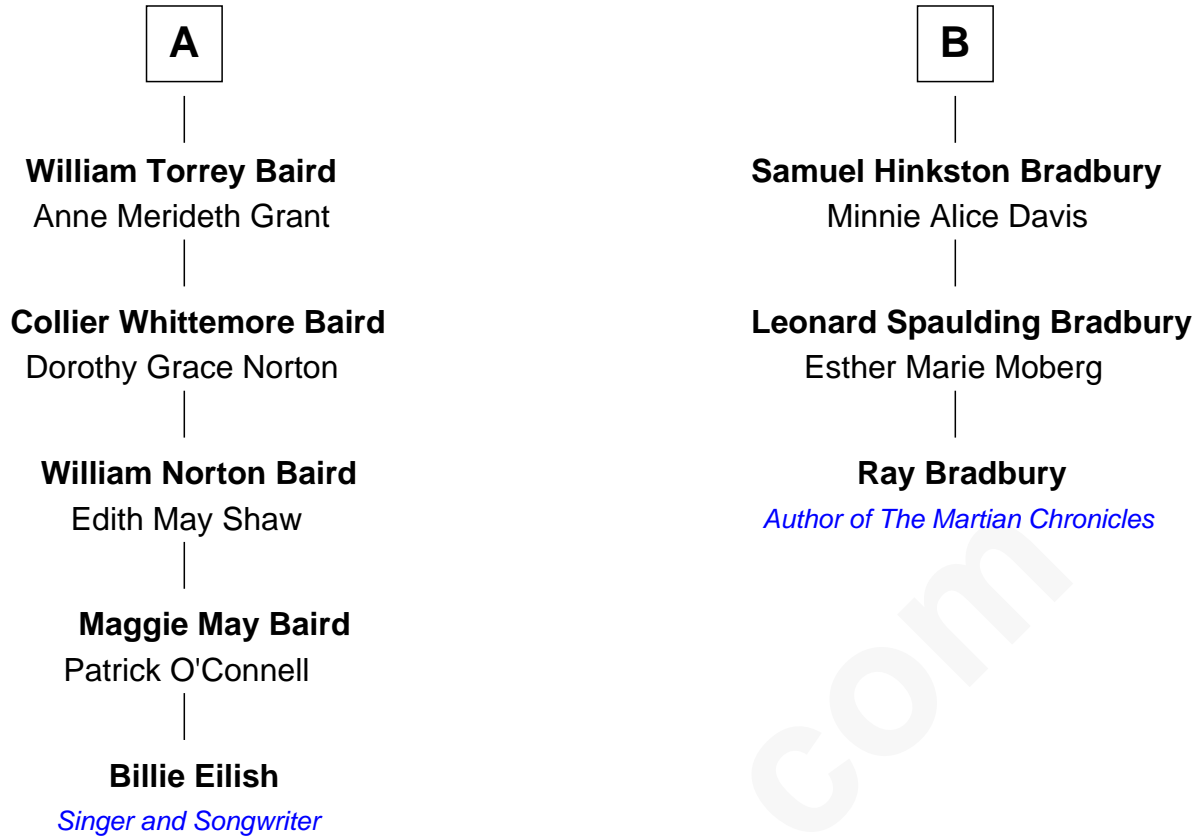 A
William Torrey Baird
Anne Merideth Grant
Collier Whittemore Baird
Dorothy Grace Norton
William Norton Baird
Edith May Shaw
Maggie May Baird
Patrick O'Connell
Billie Eilish
Singer and Songwriter
B
Samuel Hinkston Bradbury
Minnie Alice Davis
Leonard Spaulding Bradbury
Esther Marie Moberg
Ray Bradbury
Author of The Martian Chronicles
com